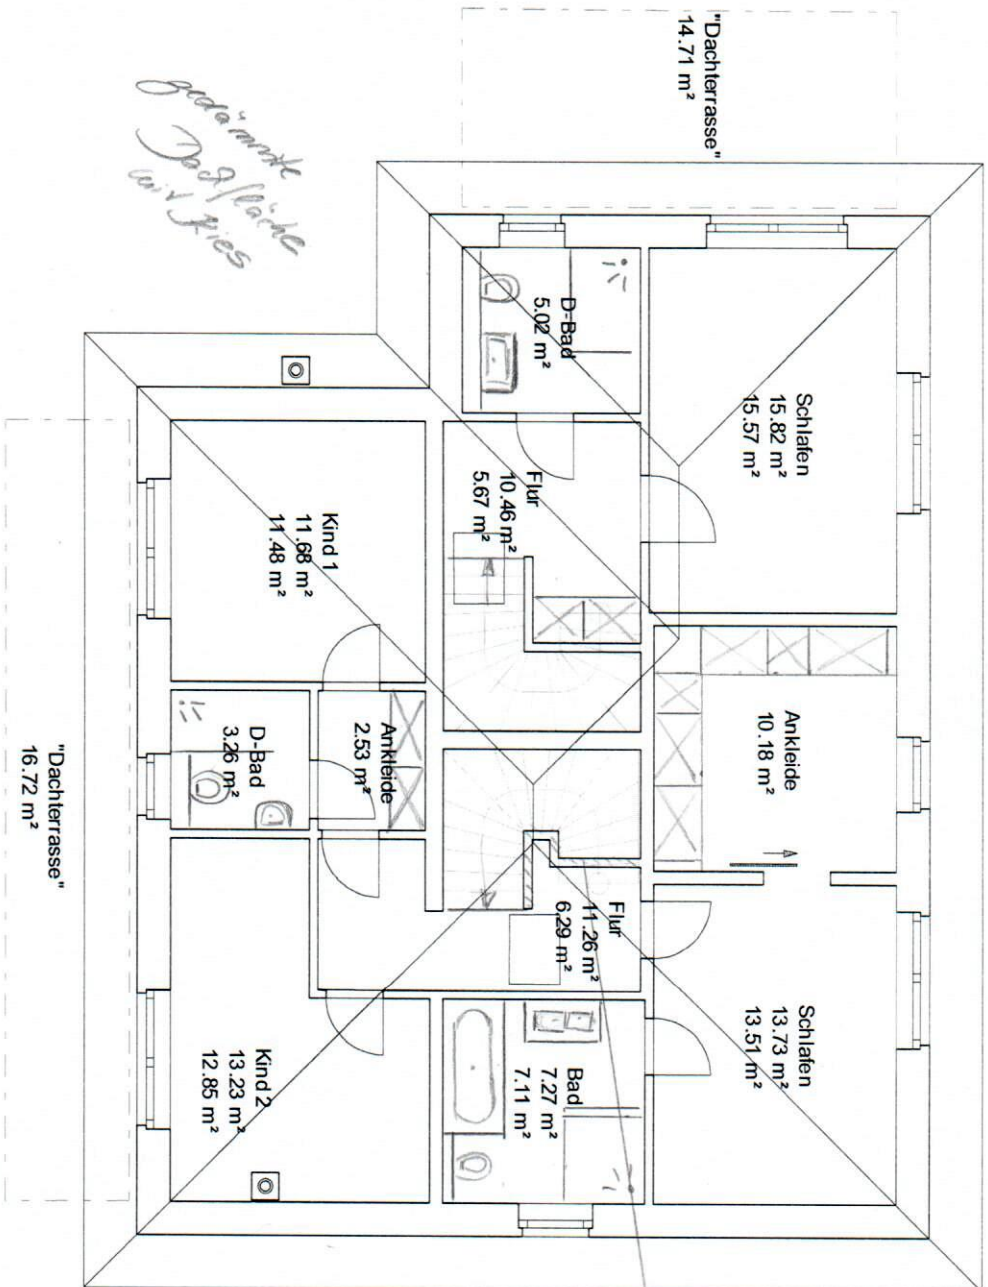 "Dachterrasse"
14.71 m²
Schlafen
15.82 m²
15.57 m²
Ankleide
10.18 m²
Schlafen
13.73 m²
13.51 m²
D-Bad
5.02 m²
Flur
10.46 m²
5.67 m²
Flur
11.26 m²
6.29 m²
Bad
7.27 m²
7.11 m²
gedämmte
Dachfläche
mit Kies
Kind 1
11.68 m²
11.48 m²
Ankleide
2.53 m²
D-Bad
3.26 m²
Kind 2
13.23 m²
12.85 m²
"Dachterrasse"
16.72 m²